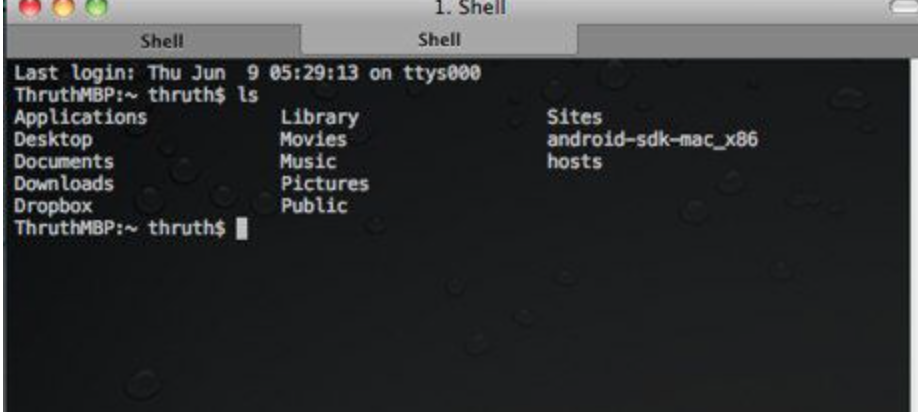 1. Shell
Shell Shell
Last login: Thu Jun  9 05:29:13 on ttys000
ThruthMBP:~ thruth$ ls
Applications Library Sites
Desktop Movies android-sdk-mac_x86
Documents Music hosts
Downloads Pictures
Dropbox Public
ThruthMBP:~ thruth$